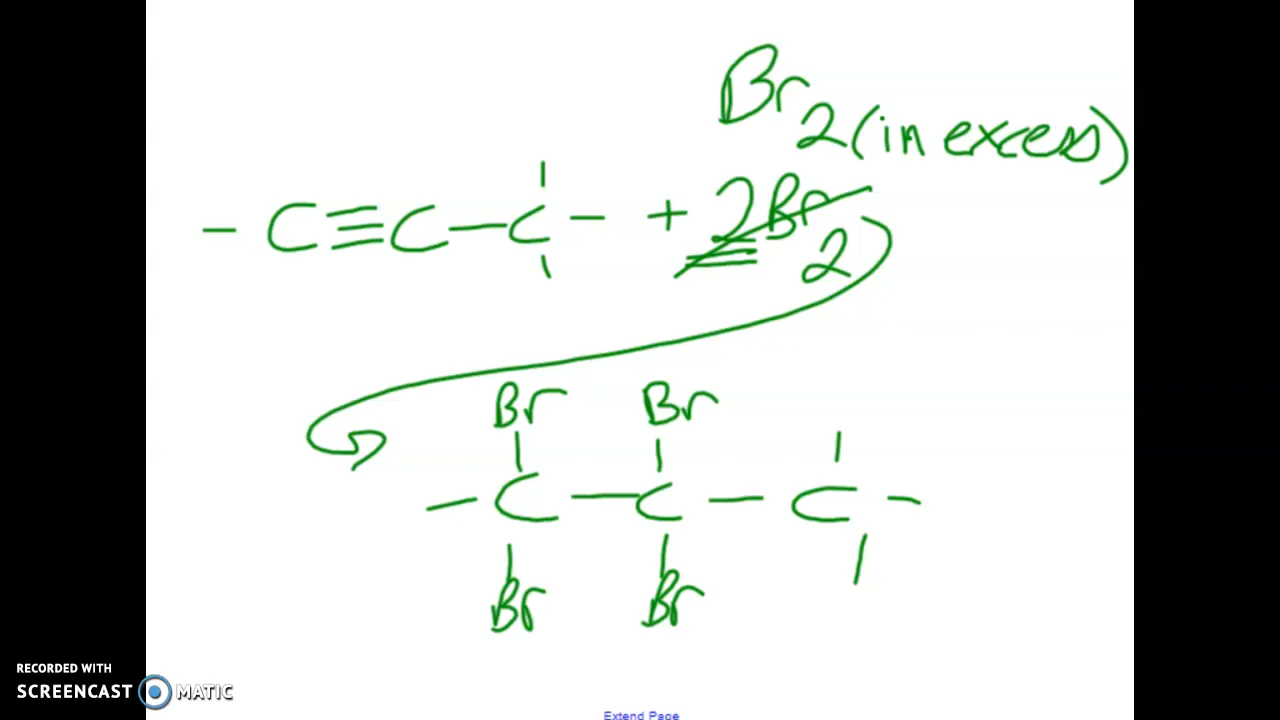 Br2 (in excess)
- C≡C-C- + 2Br2
Br Br
- C - C - C -
Br Br
RECORDED WITH
SCREENCAST MATIC
Extend Page